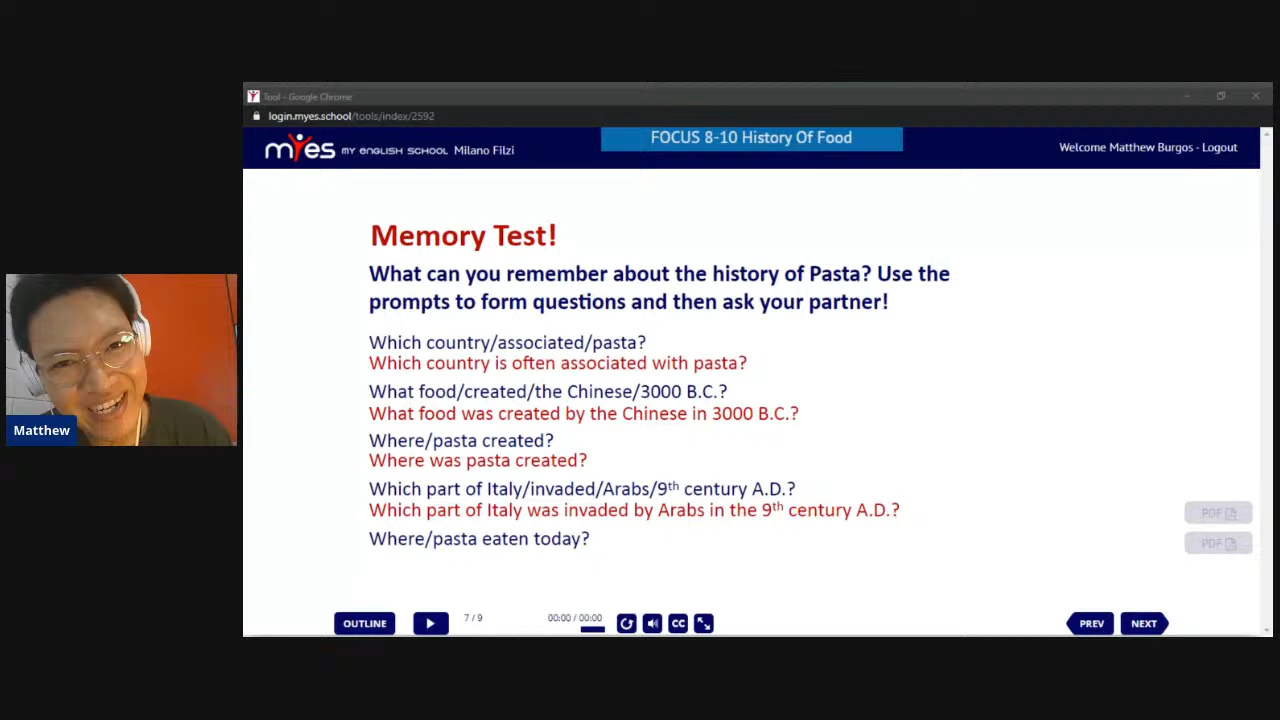 Tool - Google Chrome
login.myes.school/tools/index/2592
FOCUS 8-10 History Of Food
myes MY ENGLISH SCHOOL Milano Filzi
Welcome Matthew Burgos - Logout
Memory Test!
What can you remember about the history of Pasta? Use the
prompts to form questions and then ask your partner!
Which country/associated/pasta?
Which country is often associated with pasta?
What food/created/the Chinese/3000 B.C.?
What food was created by the Chinese in 3000 B.C.?
Where/pasta created?
Where was pasta created?
Which part of Italy/invaded/Arabs/9th century A.D.?
Which part of Italy was invaded by Arabs in the 9th century A.D.?
Where/pasta eaten today?
Matthew
PDF
PDF
OUTLINE
7 / 9
00:00 / 00:00
CC
PREV
NEXT